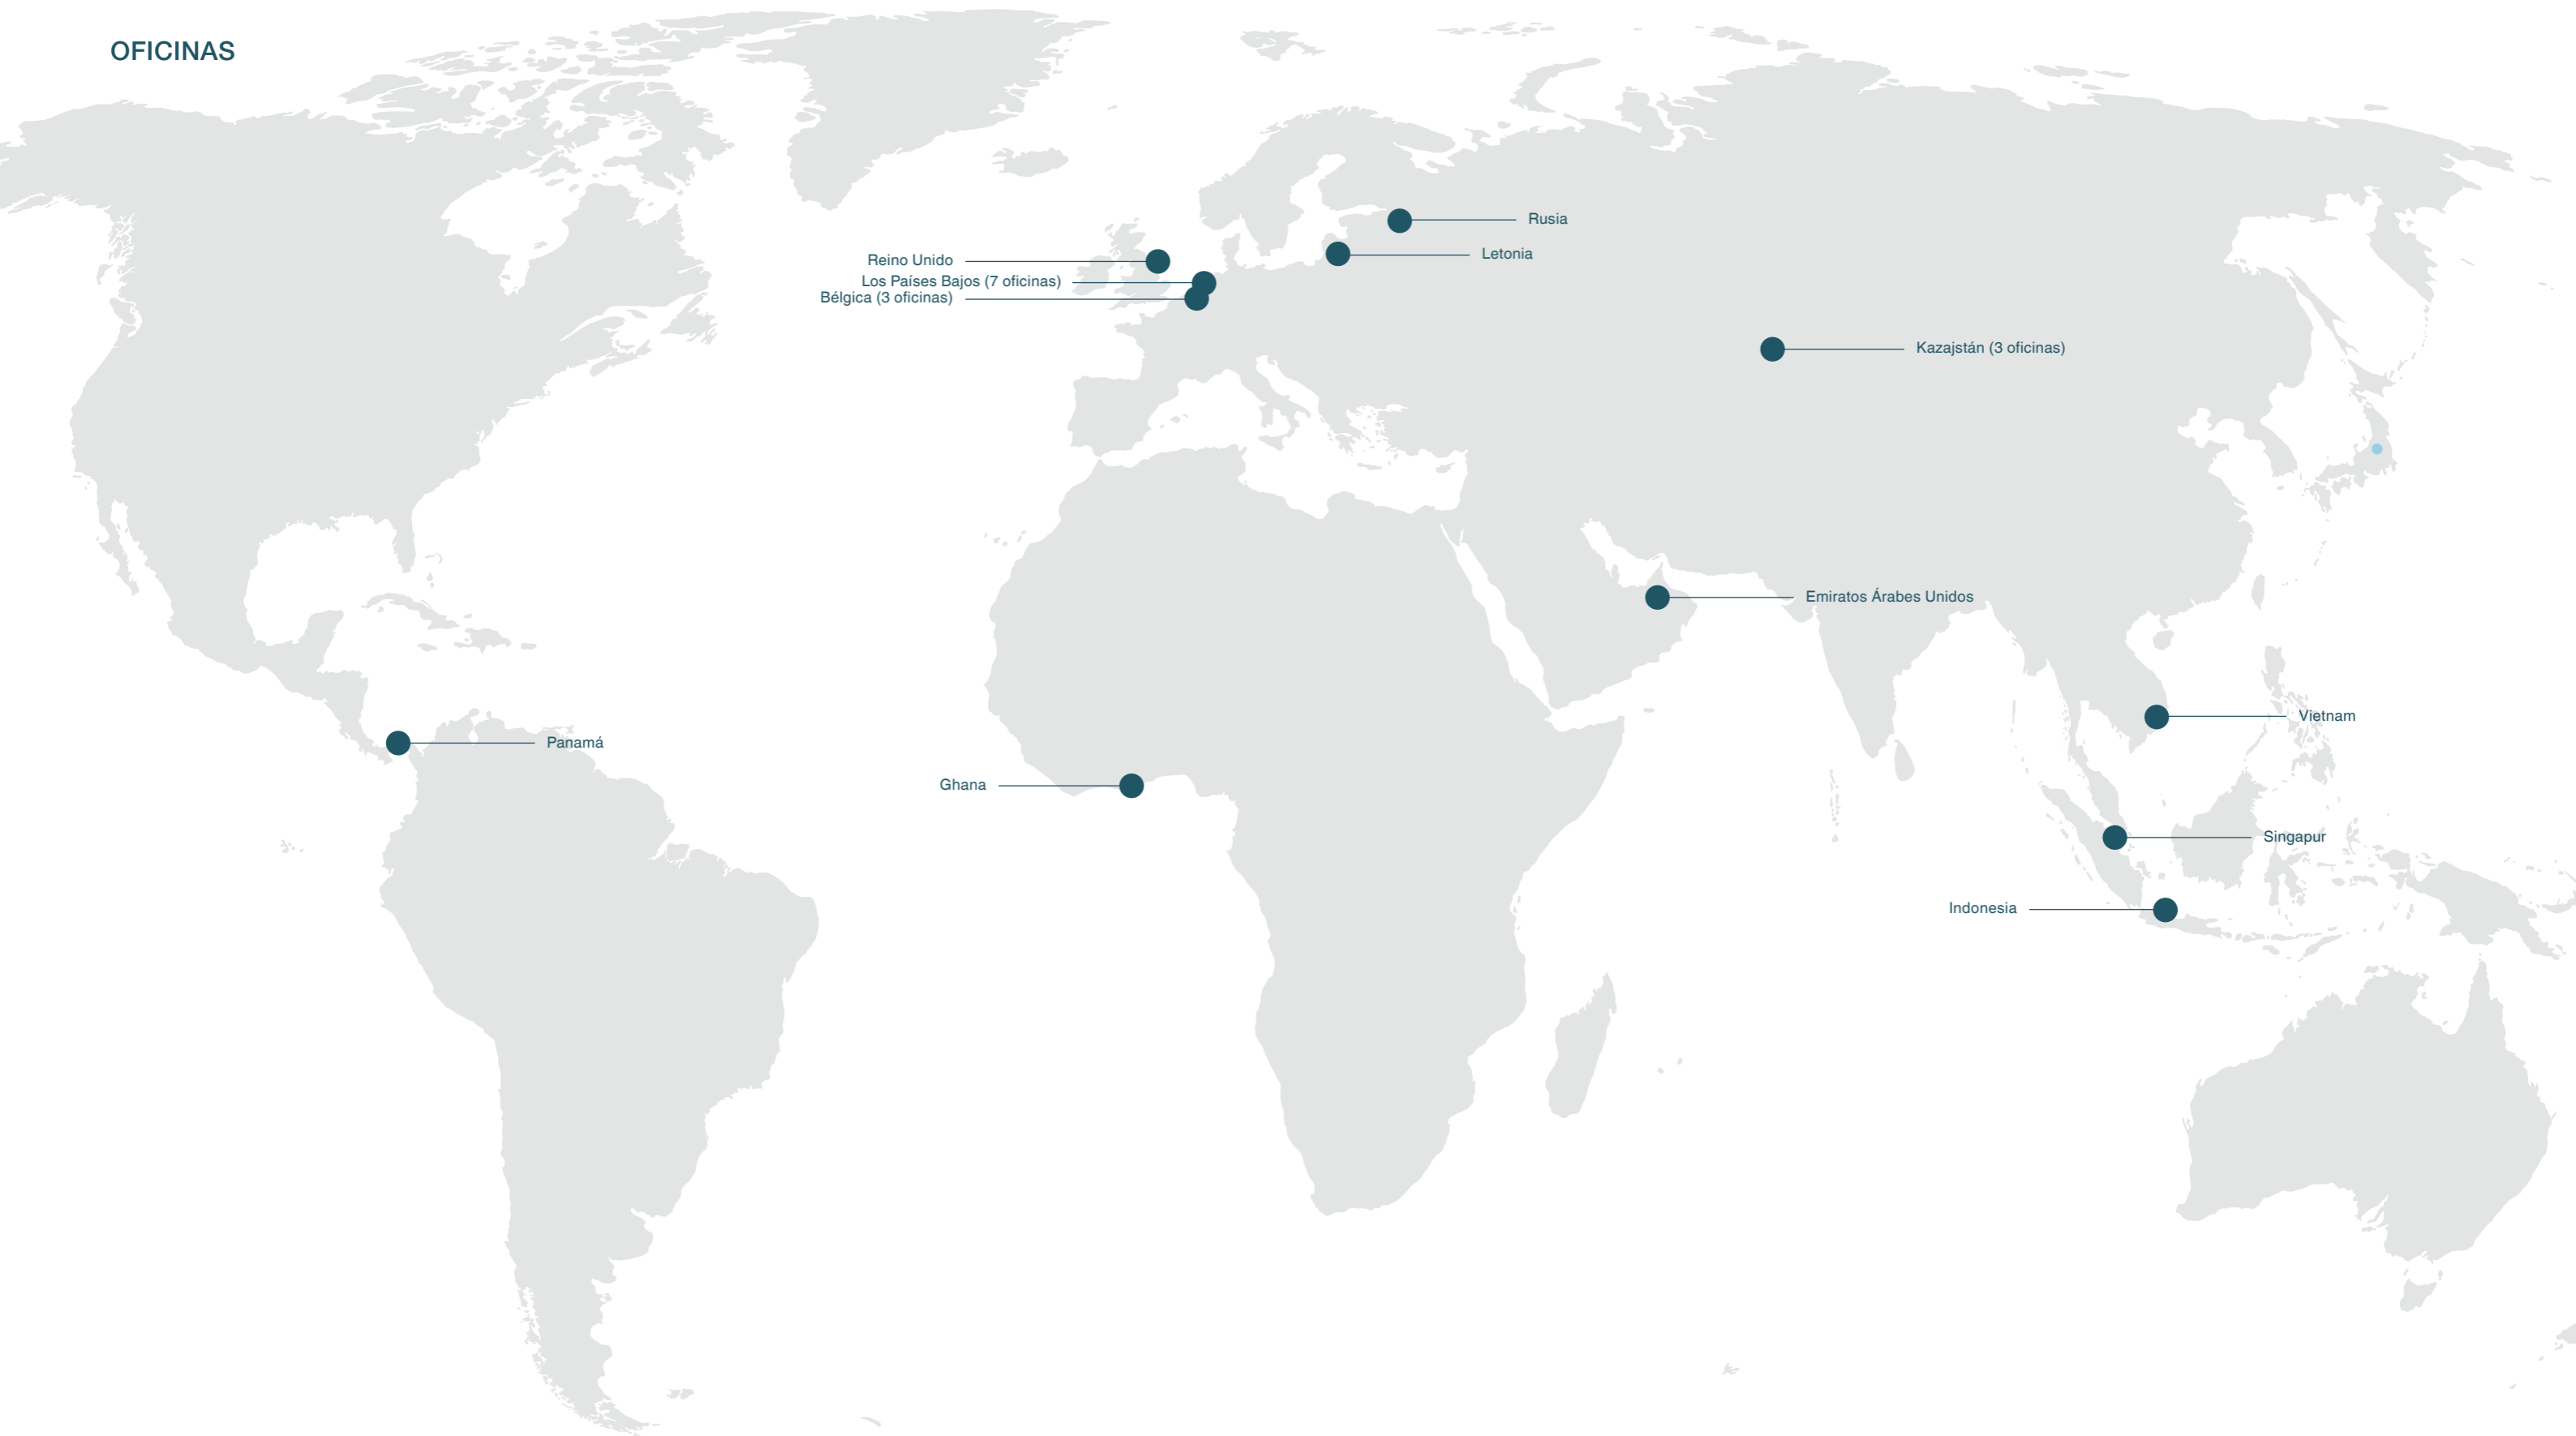 OFICINAS
Rusia
Letonia
Reino Unido
Los Países Bajos (7 oficinas)
Bélgica (3 oficinas)
Kazajstán (3 oficinas)
Emiratos Árabes Unidos
Vietnam
Panamá
Ghana
Singapur
Indonesia